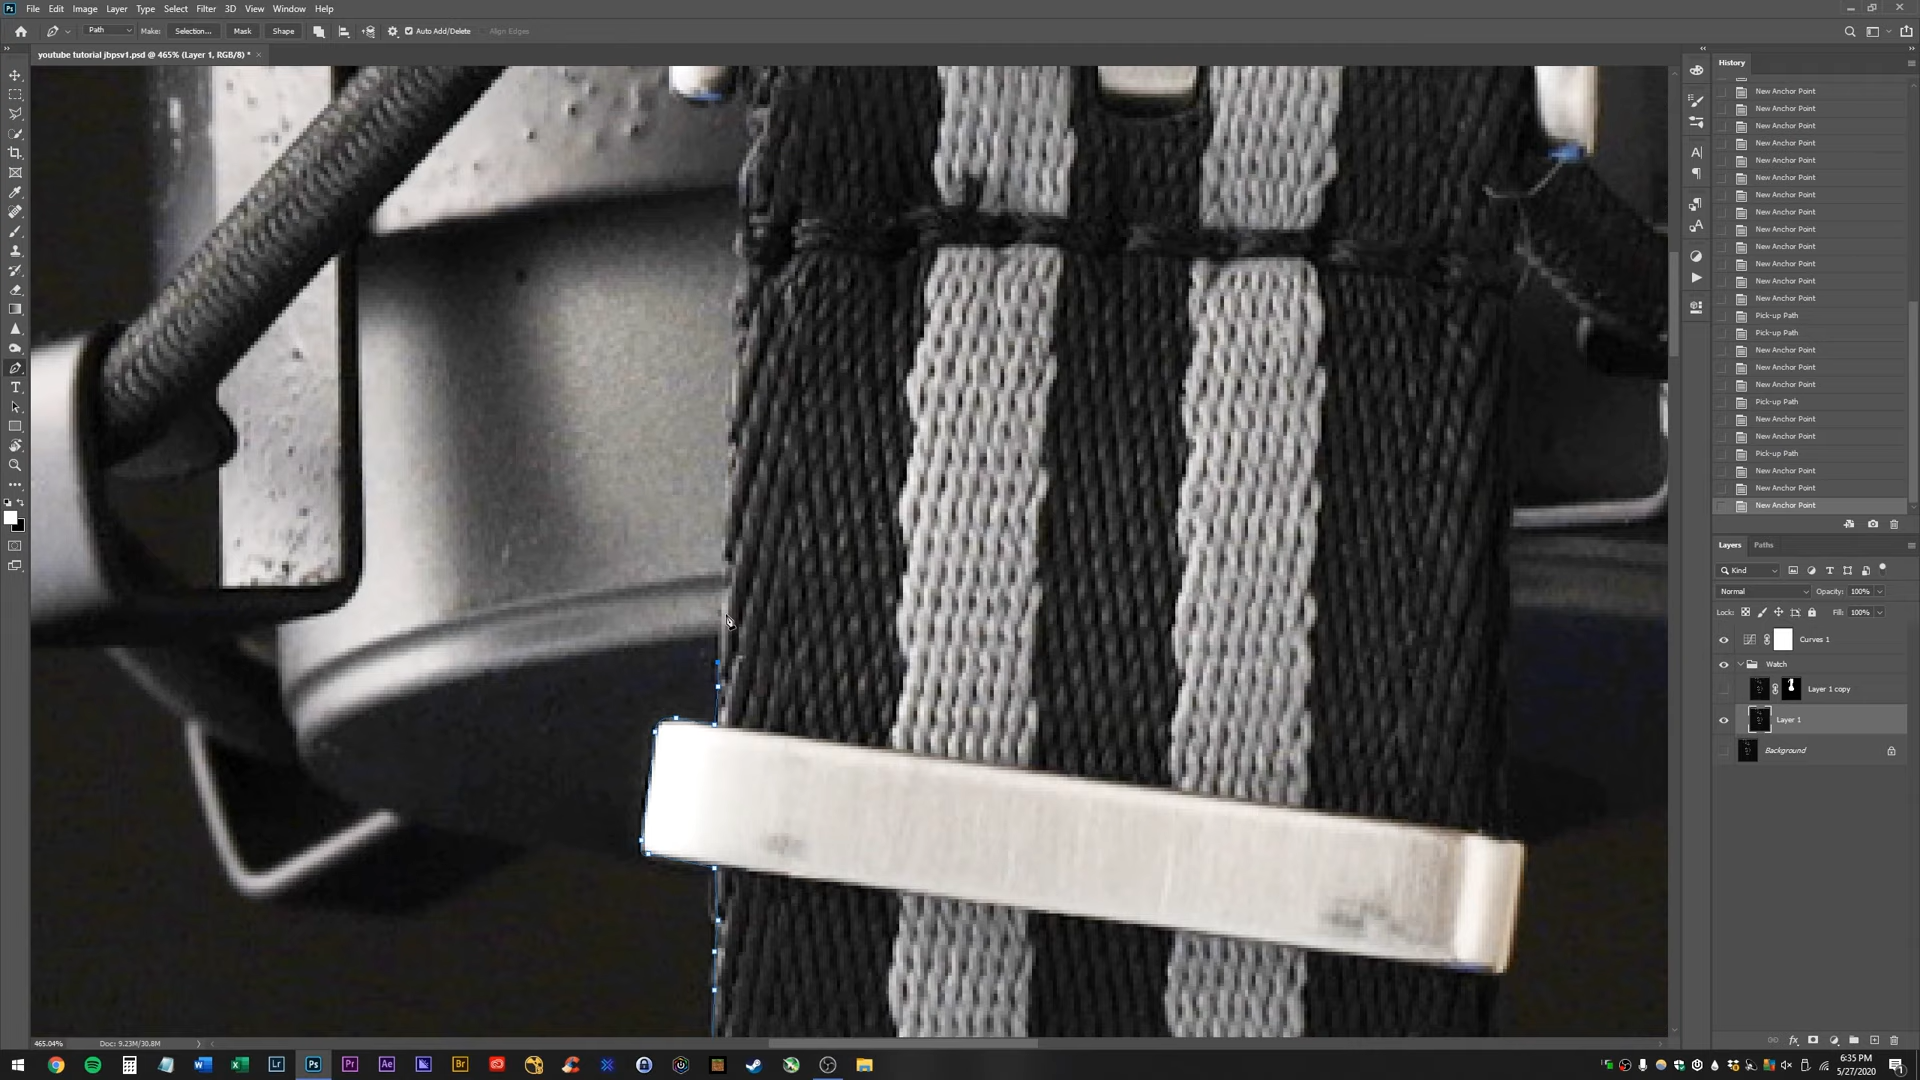 File Edit Image Layer Type Select Filter 3D View Window Help
Path Make: Selection... Mask Shape Auto Add/Delete Align Edges
youtube tutorial jbpsv1.psd @ 465% (Layer 1, RGB/8) *
History
New Anchor Point
New Anchor Point
New Anchor Point
New Anchor Point
New Anchor Point
New Anchor Point
New Anchor Point
New Anchor Point
New Anchor Point
New Anchor Point
New Anchor Point
New Anchor Point
New Anchor Point
Pick-up Path
Pick-up Path
New Anchor Point
New Anchor Point
New Anchor Point
Pick-up Path
New Anchor Point
New Anchor Point
Pick-up Path
New Anchor Point
New Anchor Point
New Anchor Point
Layers Paths
Kind
Normal Opacity: 100%
Lock: Fill: 100%
Curves 1
Watch
Layer 1 copy
Layer 1
Background
465.04% Doc: 9.23M/30.8M
6:35 PM
5/27/2020